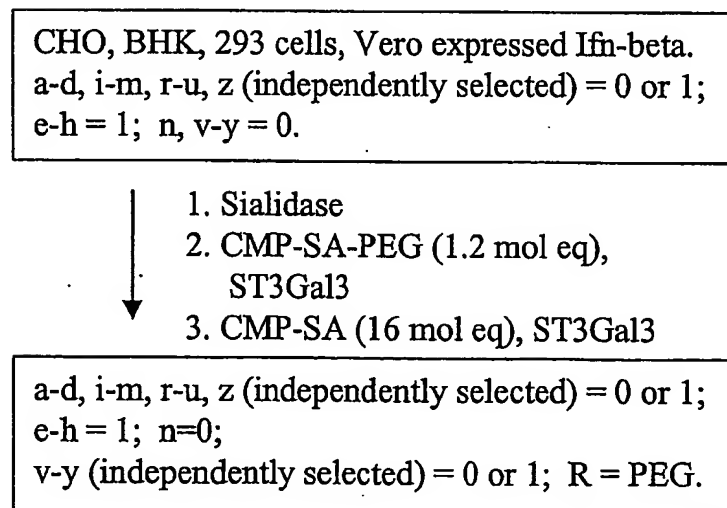 CHO, BHK, 293 cells, Vero expressed Ifn-beta.
a-d, i-m, r-u, z (independently selected) = 0 or 1;
e-h = 1; n, v-y = 0.
1. Sialidase
2. CMP-SA-PEG (1.2 mol eq),
ST3Gal3
3. CMP-SA (16 mol eq), ST3Gal3
a-d, i-m, r-u, z (independently selected) = 0 or 1;
e-h = 1; n=0;
v-y (independently selected) = 0 or 1; R = PEG.